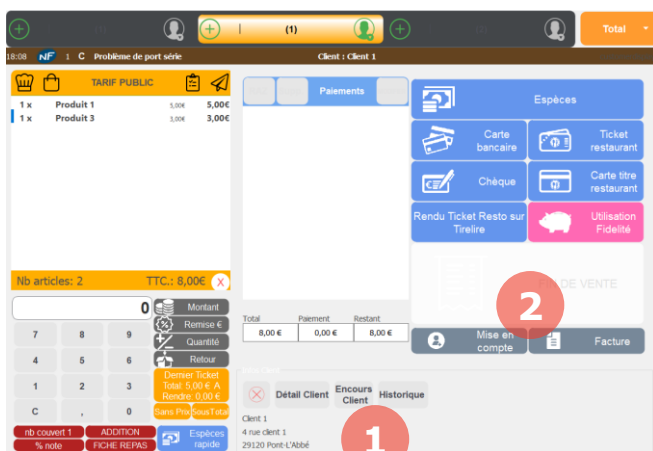 (1)
Total
18:08 NF 1 C Problème de port série Client : Client 1
TARIF PUBLIC
1 x Produit 1 5,00€ 5,00€
1 x Produit 3 3,00€ 3,00€
Nb articles: 2 TTC.: 8,00€ X
Paiements
Espèces
Carte bancaire
Ticket restaurant
Chèque
Carte titre restaurant
Rendu Ticket Resto sur Tirelire
Utilisation Fidelité
FIN DE VENTE
2
Mise en compte
Facture
Total Paiement Restant
8,00 € 0,00 € 8,00 €
0
Montant
Remise €
Quantité
Retour
7 8 9
4 5 6
1 2 3
C , 0
Dernier Ticket
Total: 5,00 € A
Rendre: 0,00 €
Sans Prix
SousTotal
nb couvert 1
ADDITION
% note
FICHE REPAS
Espèces rapide
Détail Client
Encours Client
Historique
Client 1
4 rue client 1
29120 Pont-L'Abbé
1